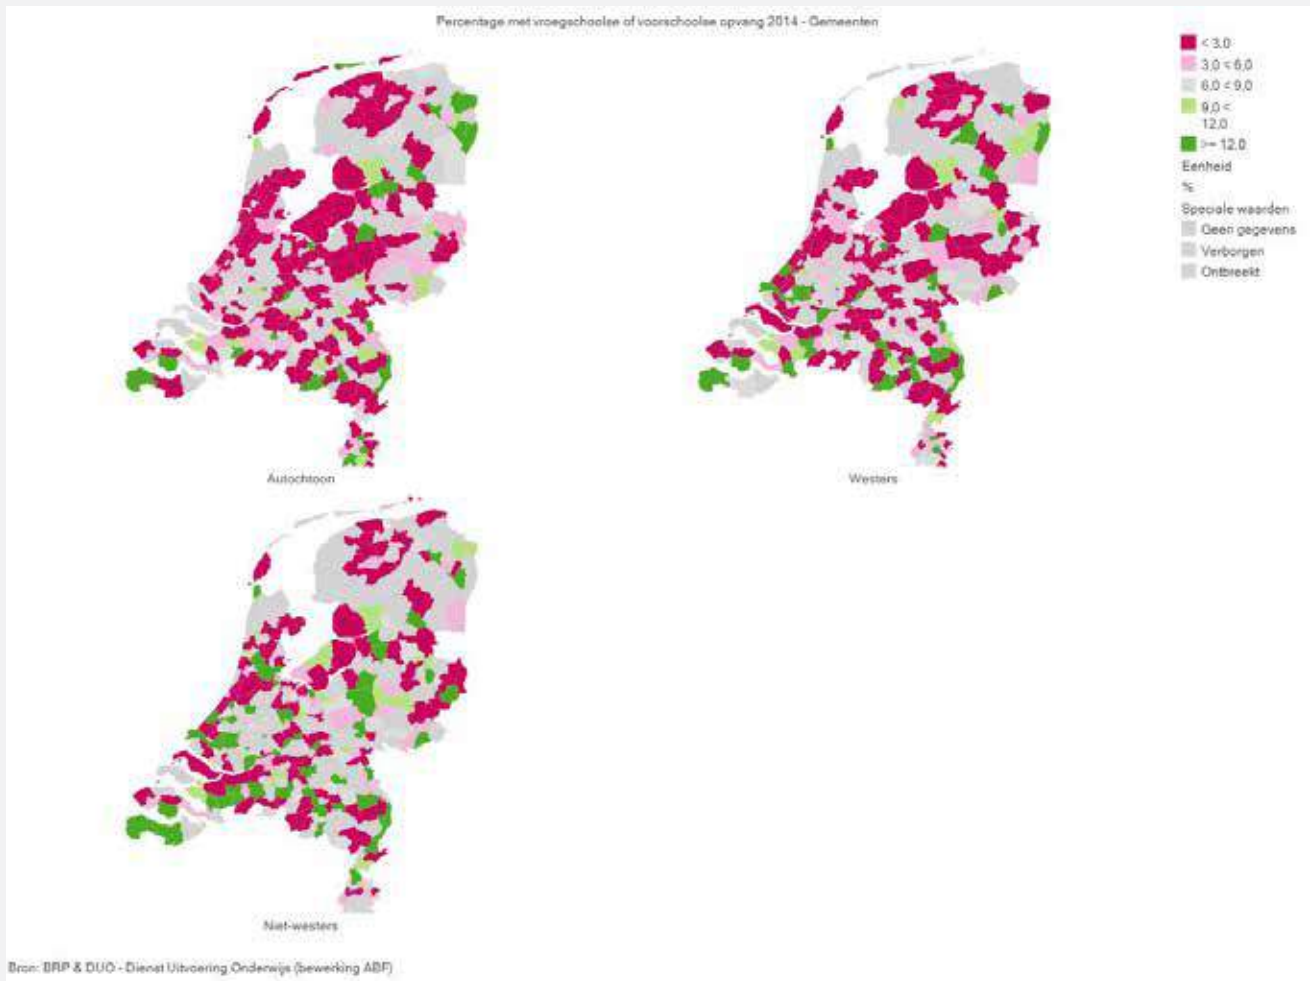 Percentage met vroegschoolse of voorschoolse opvang 2014 - Gemeenten
< 3,0
3,0 < 6,0
6,0 < 9,0
9,0 <
12,0
>= 12,0
Eenheid
%
Speciale waarden
Geen gegevens
Verborgen
Ontbreekt
Autochtoon
Westers
Niet-westers
Bron: BRP & DUO - Dienst Uitvoering Onderwijs (bewerking ABF)